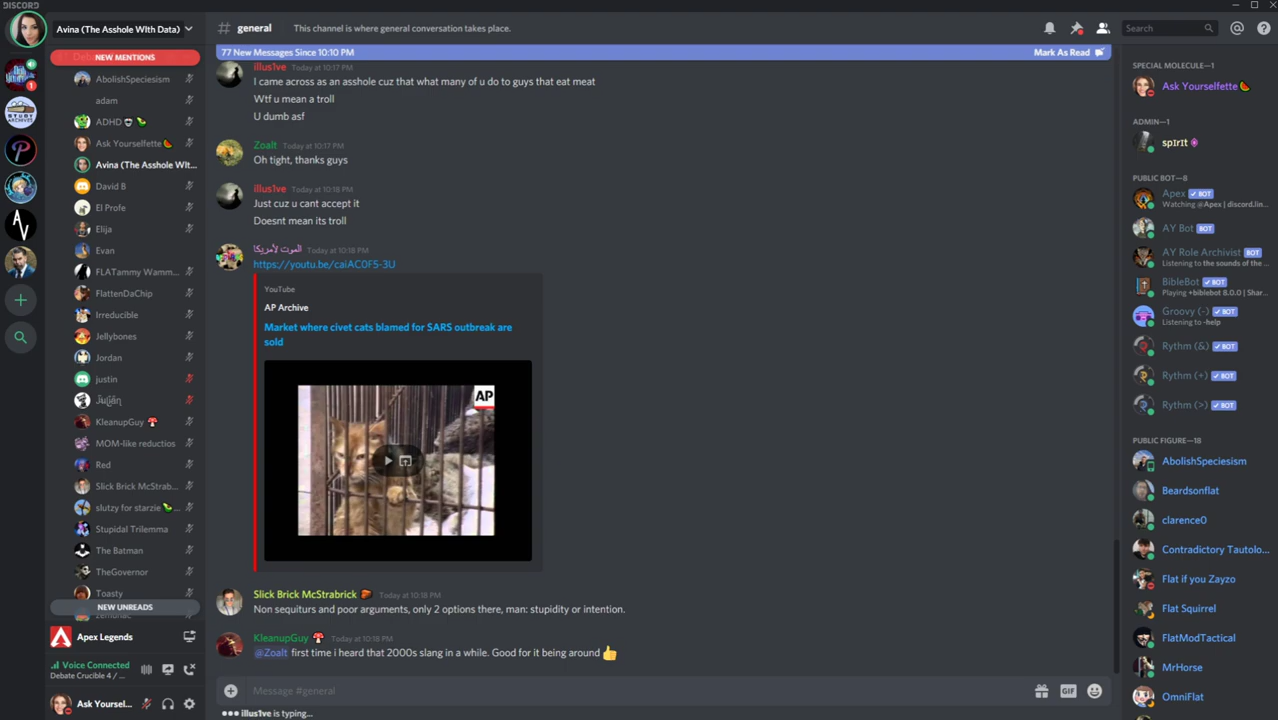 DISCORD
Avina (The Asshole WIth Data)
NEW MENTIONS
AbolishSpeciesism
adam
ADHD
Ask Yourselfette
Avina (The Asshole WIt...
David B
El Profe
Elija
Evan
FLATammy Wamm...
FlattenDaChip
Irreducible
Jellybones
Jordan
justin
KleanupGuy
MOM-like reductios
Red
Slick Brick McStrab...
slutzy for starzie
Stupidal Trilemma
The Batman
TheGovernor
Toasty
NEW UNREADS
Apex Legends
Voice Connected
Debate Crucible 4 / ...
Ask Yoursel...
1
AV
# general
This channel is where general conversation takes place.
Search
77 New Messages Since 10:10 PM
Mark As Read
illus1ve Today at 10:17 PM
I came across as an asshole cuz that what many of u do to guys that eat meat
Wtf u mean a troll
U dumb asf
Zoalt Today at 10:17 PM
Oh tight, thanks guys
illus1ve Today at 10:18 PM
Just cuz u cant accept it
Doesnt mean its troll
الموت لأمريكا Today at 10:18 PM
https://youtu.be/caiAC0F5-3U
YouTube
AP Archive
Market where civet cats blamed for SARS outbreak are
sold
AP
Slick Brick McStrabrick Today at 10:18 PM
Non sequiturs and poor arguments, only 2 options there, man: stupidity or intention.
KleanupGuy Today at 10:18 PM
@Zoalt first time i heard that 2000s slang in a while. Good for it being around
Message #general
GIF
illus1ve is typing...
SPECIAL MOLECULE—1
Ask Yourselfette
ADMIN—1
sp1r1t
PUBLIC BOT—8
Apex BOT
Watching @Apex | discord.lin...
AY Bot BOT
AY Role Archivist BOT
Listening to the sounds of the ...
BibleBot BOT
Playing +biblebot 8.0.0 | Shar...
Groovy (-) BOT
Listening to -help
Rythm (&) BOT
Rythm (+) BOT
Rythm (>) BOT
PUBLIC FIGURE—18
AbolishSpeciesism
Beardsonflat
clarence0
Contradictory Tautolo...
Flat if you Zayzo
Flat Squirrel
FlatModTactical
MrHorse
OmniFlat